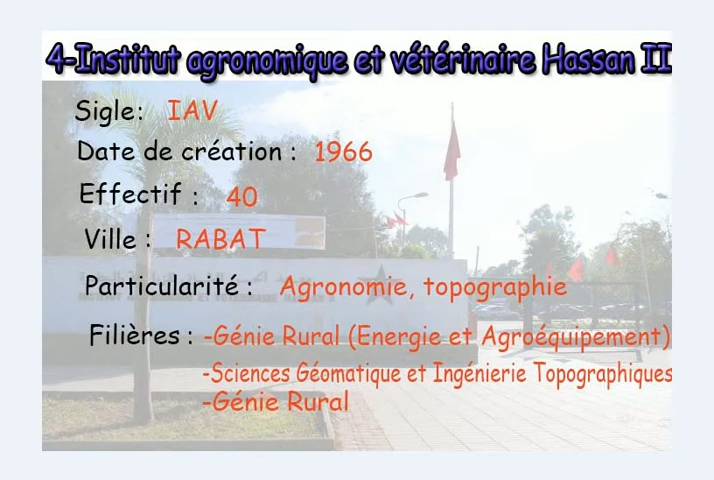 4-Institut agronomique et vétérinaire Hassan II
Sigle: IAV
Date de création : 1966
Effectif : 40
Ville : RABAT
Particularité : Agronomie, topographie
Filières : -Génie Rural (Energie et Agroéquipement)
-Sciences Géomatique et Ingénierie Topographiques
-Génie Rural